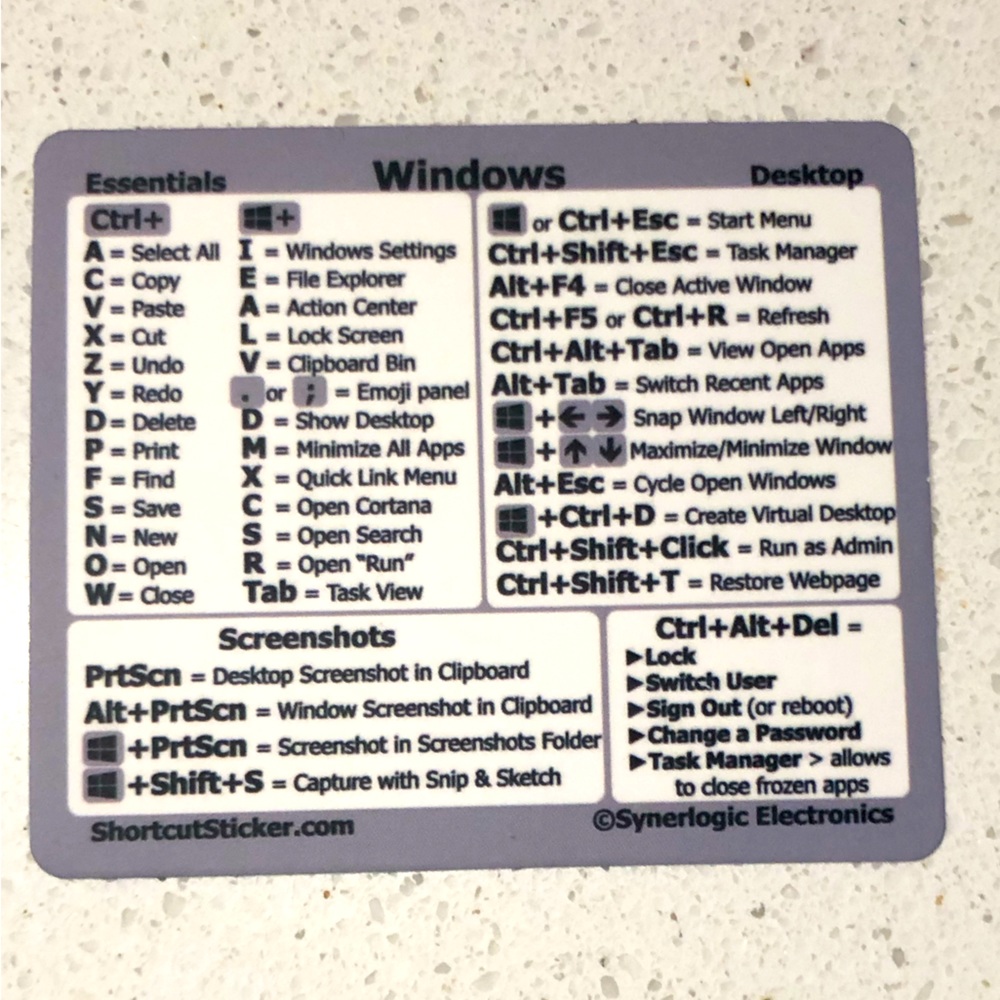 Essentials
Windows
Desktop
Ctrl+
A = Select All
C = Copy
V = Paste
X = Cut
Z = Undo
Y = Redo
D = Delete
P = Print
F = Find
S = Save
N = New
O = Open
W = Close
+
I = Windows Settings
E = File Explorer
A = Action Center
L = Lock Screen
V = Clipboard Bin
. or ; = Emoji panel
D = Show Desktop
M = Minimize All Apps
X = Quick Link Menu
C = Open Cortana
S = Open Search
R = Open "Run"
Tab = Task View
or Ctrl+Esc = Start Menu
Ctrl+Shift+Esc = Task Manager
Alt+F4 = Close Active Window
Ctrl+F5 or Ctrl+R = Refresh
Ctrl+Alt+Tab = View Open Apps
Alt+Tab = Switch Recent Apps
+ ← → Snap Window Left/Right
+ ↑ ↓ Maximize/Minimize Window
Alt+Esc = Cycle Open Windows
+Ctrl+D = Create Virtual Desktop
Ctrl+Shift+Click = Run as Admin
Ctrl+Shift+T = Restore Webpage
Screenshots
PrtScn = Desktop Screenshot in Clipboard
Alt+PrtScn = Window Screenshot in Clipboard
+PrtScn = Screenshot in Screenshots Folder
+Shift+S = Capture with Snip & Sketch
Ctrl+Alt+Del =
►Lock
►Switch User
►Sign Out (or reboot)
►Change a Password
►Task Manager > allows
to close frozen apps
ShortcutSticker.com
©Synerlogic Electronics